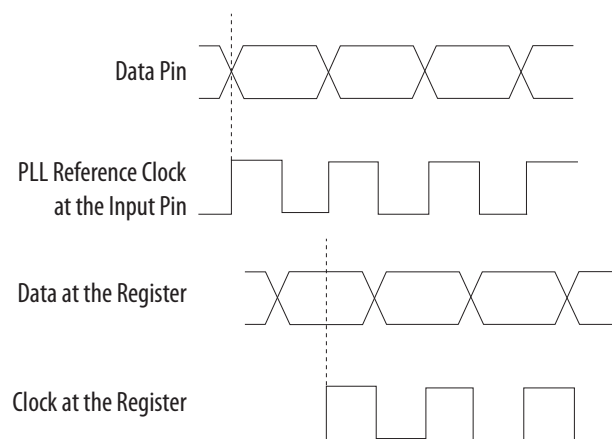 Data Pin
PLL Reference Clock
at the Input Pin
Data at the Register
Clock at the Register